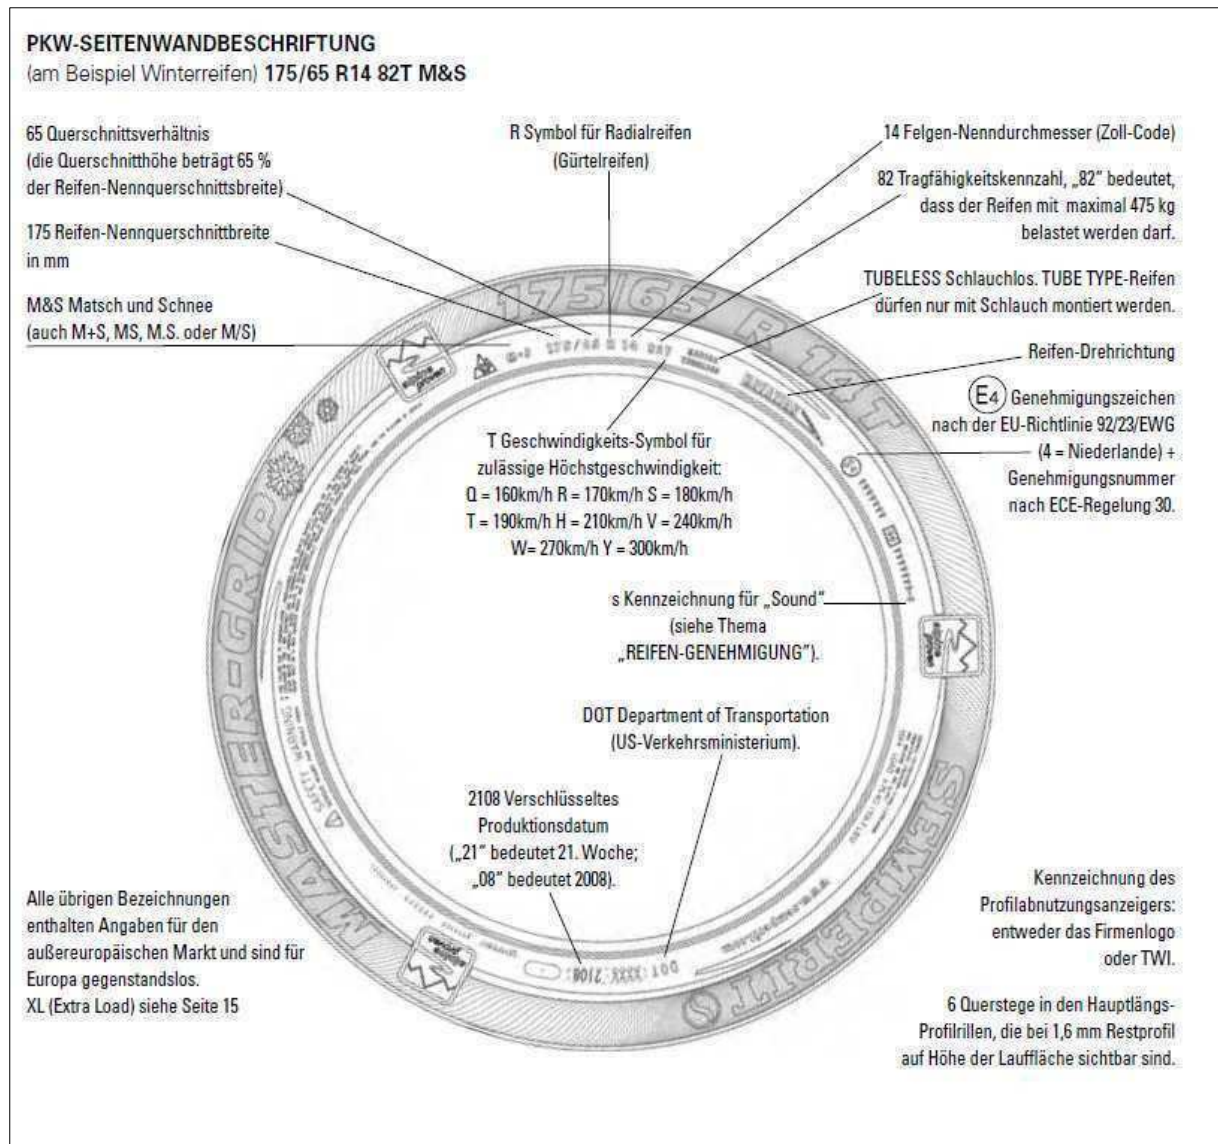 PKW-SEITENWANDBESCHRIFTUNG
(am Beispiel Winterreifen) 175/65 R14 82T M&S
65 Querschnittsverhältnis
(die Querschnitthöhe beträgt 65 %
der Reifen-Nennquerschnittsbreite)
175 Reifen-Nennquerschnittbreite
in mm
M&S Matsch und Schnee
(auch M+S, MS, M.S. oder M/S)
R Symbol für Radialreifen
(Gürtelreifen)
14 Felgen-Nenndurchmesser (Zoll-Code)
82 Tragfähigkeitskennzahl, „82" bedeutet,
dass der Reifen mit maximal 475 kg
belastet werden darf.
TUBELESS Schlauchlos. TUBE TYPE-Reifen
dürfen nur mit Schlauch montiert werden.
Reifen-Drehrichtung
E4 Genehmigungszeichen
nach der EU-Richtlinie 92/23/EWG
(4 = Niederlande) +
Genehmigungsnummer
nach ECE-Regelung 30.
175/65 R 14 T
alpine proven
T Geschwindigkeits-Symbol für
zulässige Höchstgeschwindigkeit:
Q = 160km/h R = 170km/h S = 180km/h
T = 190km/h H = 210km/h V = 240km/h
W= 270km/h Y = 300km/h
s Kennzeichnung für „Sound"
(siehe Thema
„REIFEN-GENEHMIGUNG").
DOT Department of Transportation
(US-Verkehrsministerium).
2108 Verschlüsseltes
Produktionsdatum
(„21" bedeutet 21. Woche;
„08" bedeutet 2008).
MASTER-GRIP
SAFETY WARNING
alpine proven
alpine proven
SEMPERIT
DOT XXXX 2108
Alle übrigen Bezeichnungen
enthalten Angaben für den
außereuropäischen Markt und sind für
Europa gegenstandslos.
XL (Extra Load) siehe Seite 15
Kennzeichnung des
Profilabnutzungsanzeigers:
entweder das Firmenlogo
oder TWI.
6 Querstege in den Hauptlängs-
Profilrillen, die bei 1,6 mm Restprofil
auf Höhe der Lauffläche sichtbar sind.